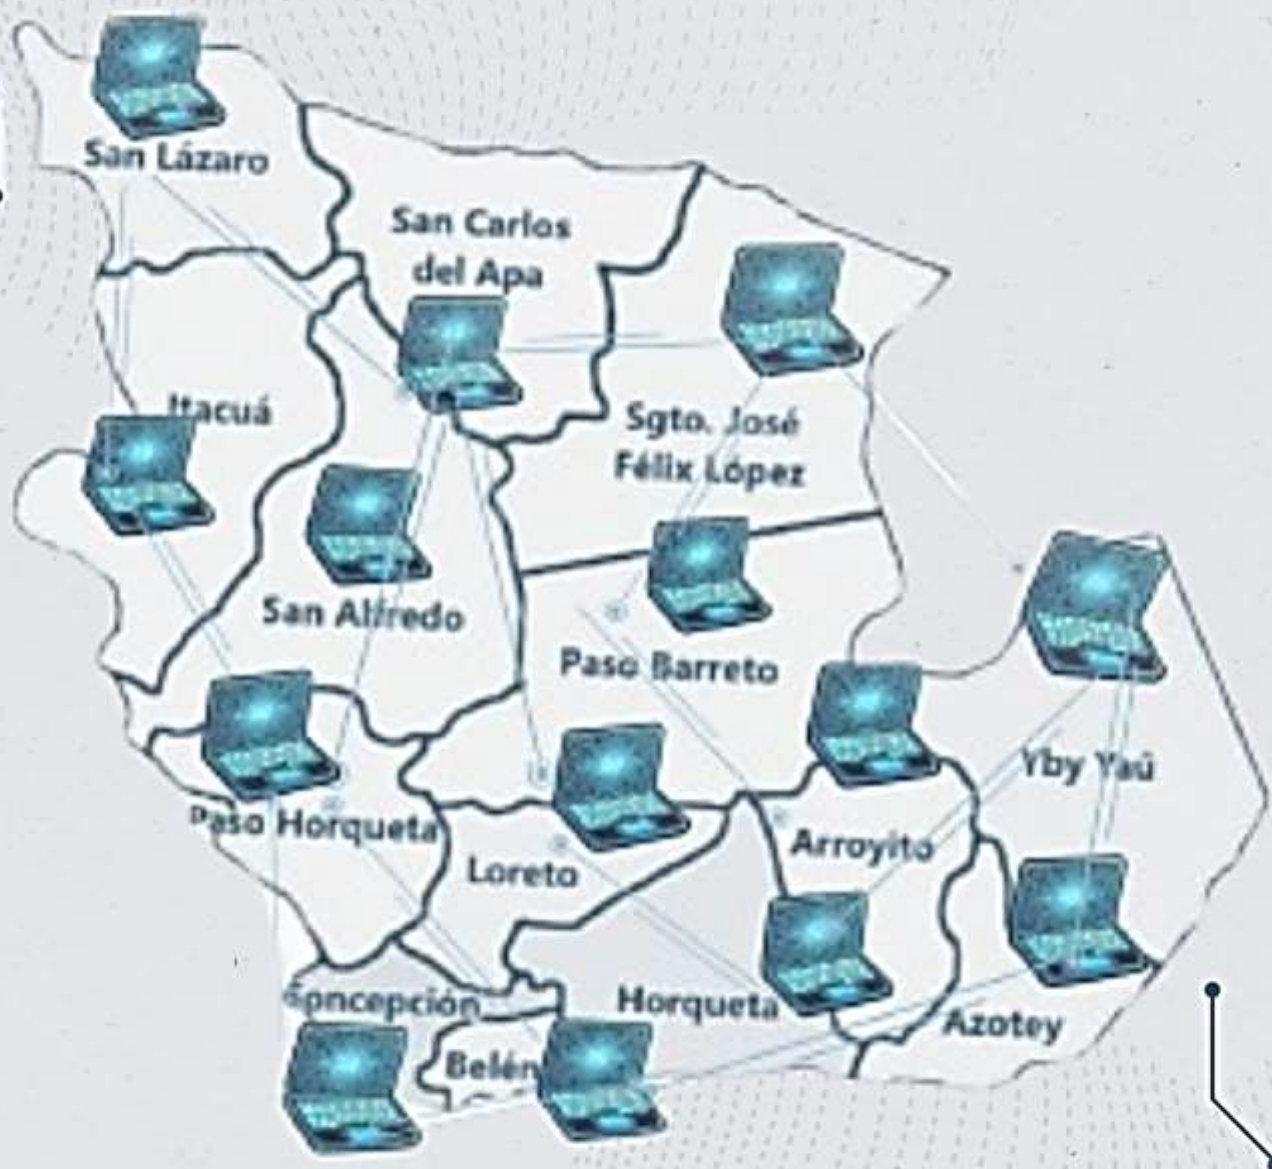 San Lázaro
San Carlos
del Apa
Itacuá
Sgto. José
Félix López
San Alfredo
Paso Barreto
Yby Yaú
Paso Horqueta
Arroyito
Loreto
Concepción
Horqueta
Azotey
Belén